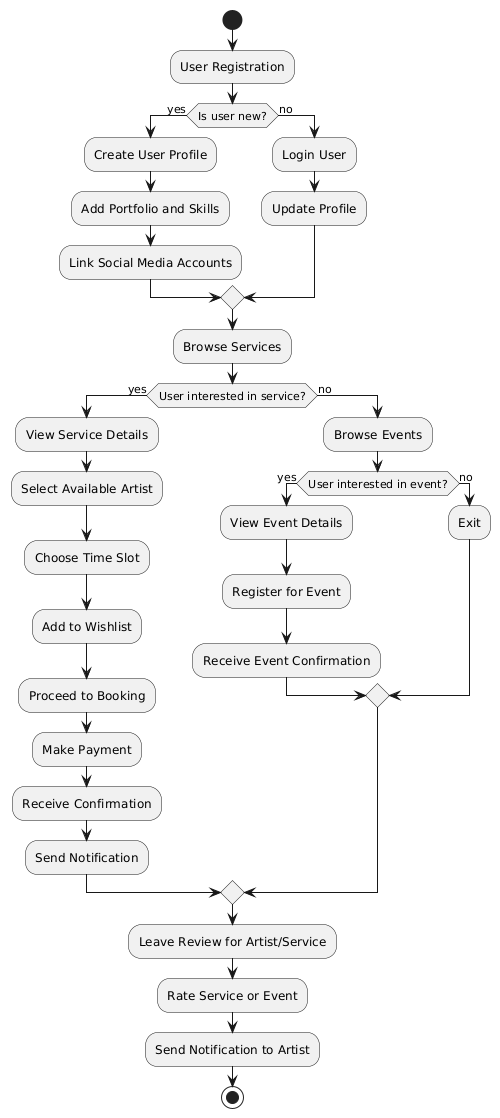 User Registration
yes
Is user new?
no
Create User Profile
Login User
Add Portfolio and Skills
Update Profile
Link Social Media Accounts
Browse Services
yes
User interested in service?
no
View Service Details
Browse Events
Select Available Artist
yes
User interested in event?
no
View Event Details
Exit
Choose Time Slot
Register for Event
Add to Wishlist
Receive Event Confirmation
Proceed to Booking
Make Payment
Receive Confirmation
Send Notification
Leave Review for Artist/Service
Rate Service or Event
Send Notification to Artist